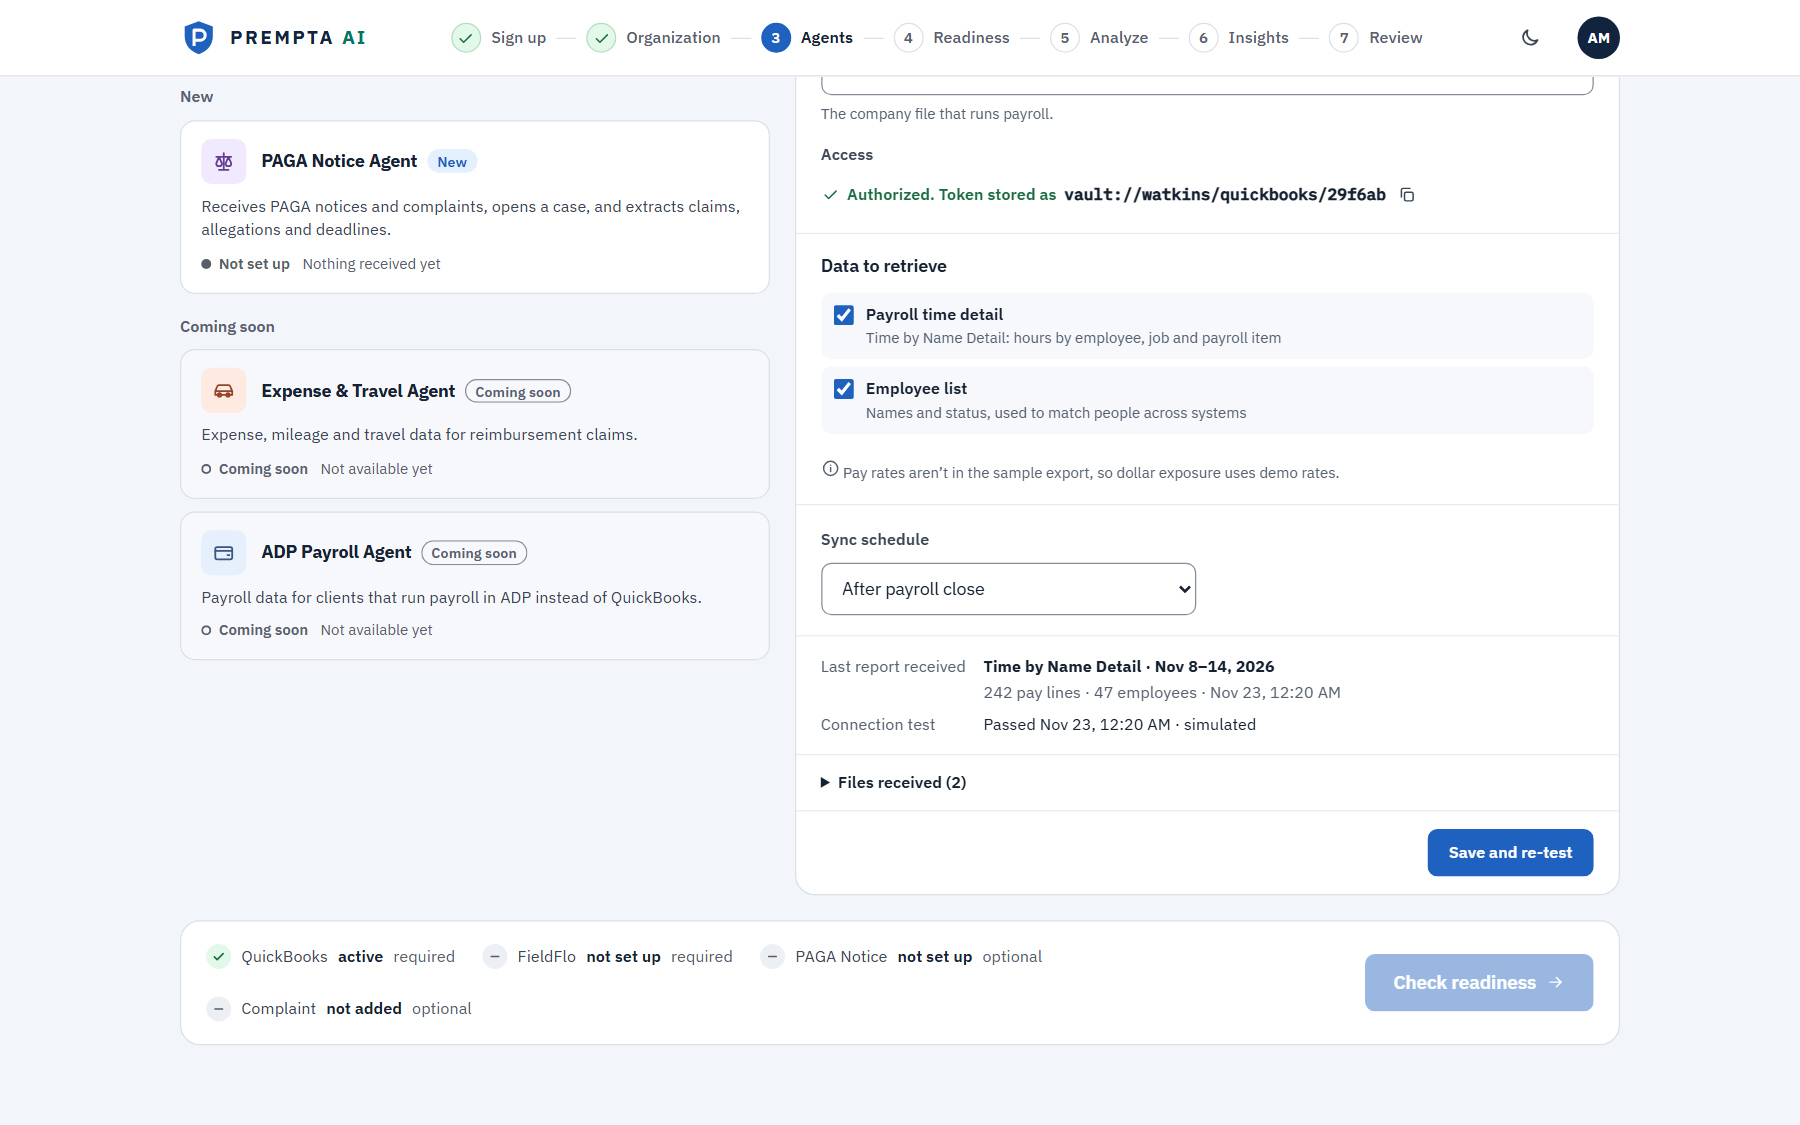 PREMPTA AI
Sign up
Organization
3 Agents
4 Readiness
5 Analyze
6 Insights
7 Review
AM
New
PAGA Notice Agent New
Receives PAGA notices and complaints, opens a case, and extracts claims,
allegations and deadlines.
Not set up Nothing received yet
Coming soon
Expense & Travel Agent Coming soon
Expense, mileage and travel data for reimbursement claims.
Coming soon Not available yet
ADP Payroll Agent Coming soon
Payroll data for clients that run payroll in ADP instead of QuickBooks.
Coming soon Not available yet
The company file that runs payroll.
Access
Authorized. Token stored as vault://watkins/quickbooks/29f6ab
Data to retrieve
Payroll time detail
Time by Name Detail: hours by employee, job and payroll item
Employee list
Names and status, used to match people across systems
Pay rates aren’t in the sample export, so dollar exposure uses demo rates.
Sync schedule
After payroll close
Last report received Time by Name Detail · Nov 8–14, 2026
242 pay lines · 47 employees · Nov 23, 12:20 AM
Connection test Passed Nov 23, 12:20 AM · simulated
Files received (2)
Save and re-test
QuickBooks active required
FieldFlo not set up required
PAGA Notice not set up optional
Complaint not added optional
Check readiness